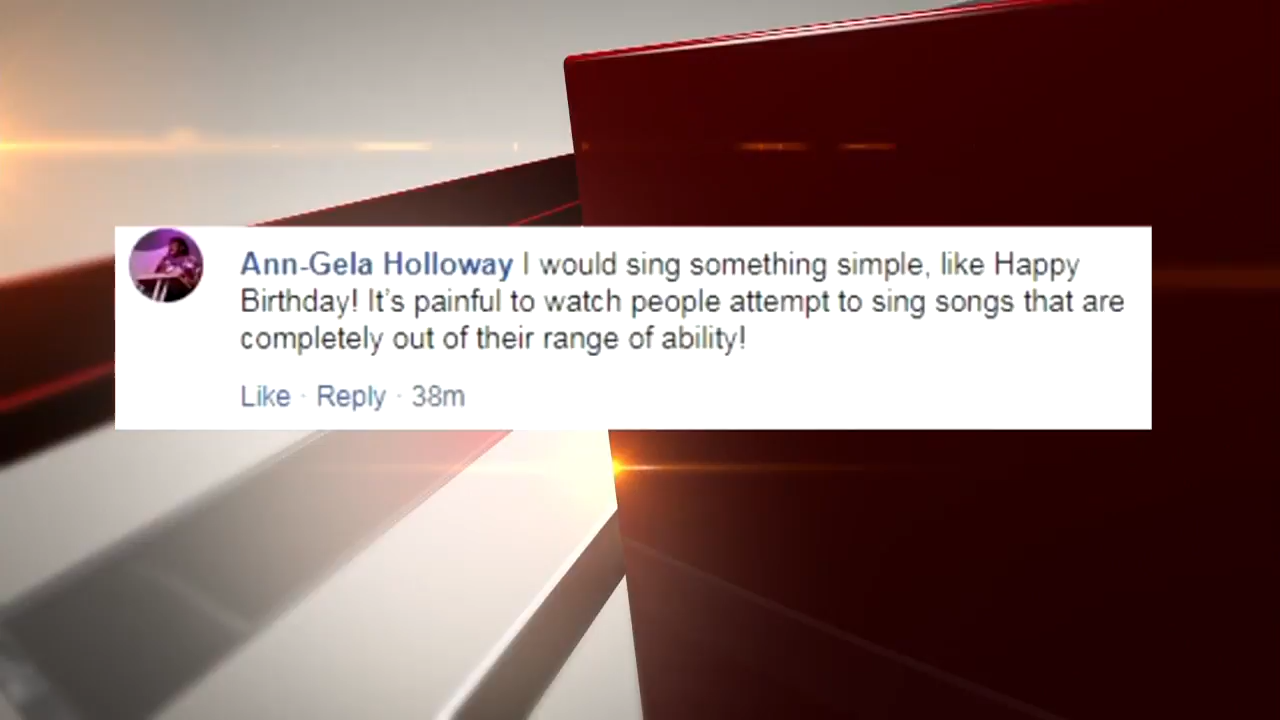 Ann-Gela Holloway I would sing something simple, like Happy
Birthday! It's painful to watch people attempt to sing songs that are
completely out of their range of ability!
Like · Reply · 38m